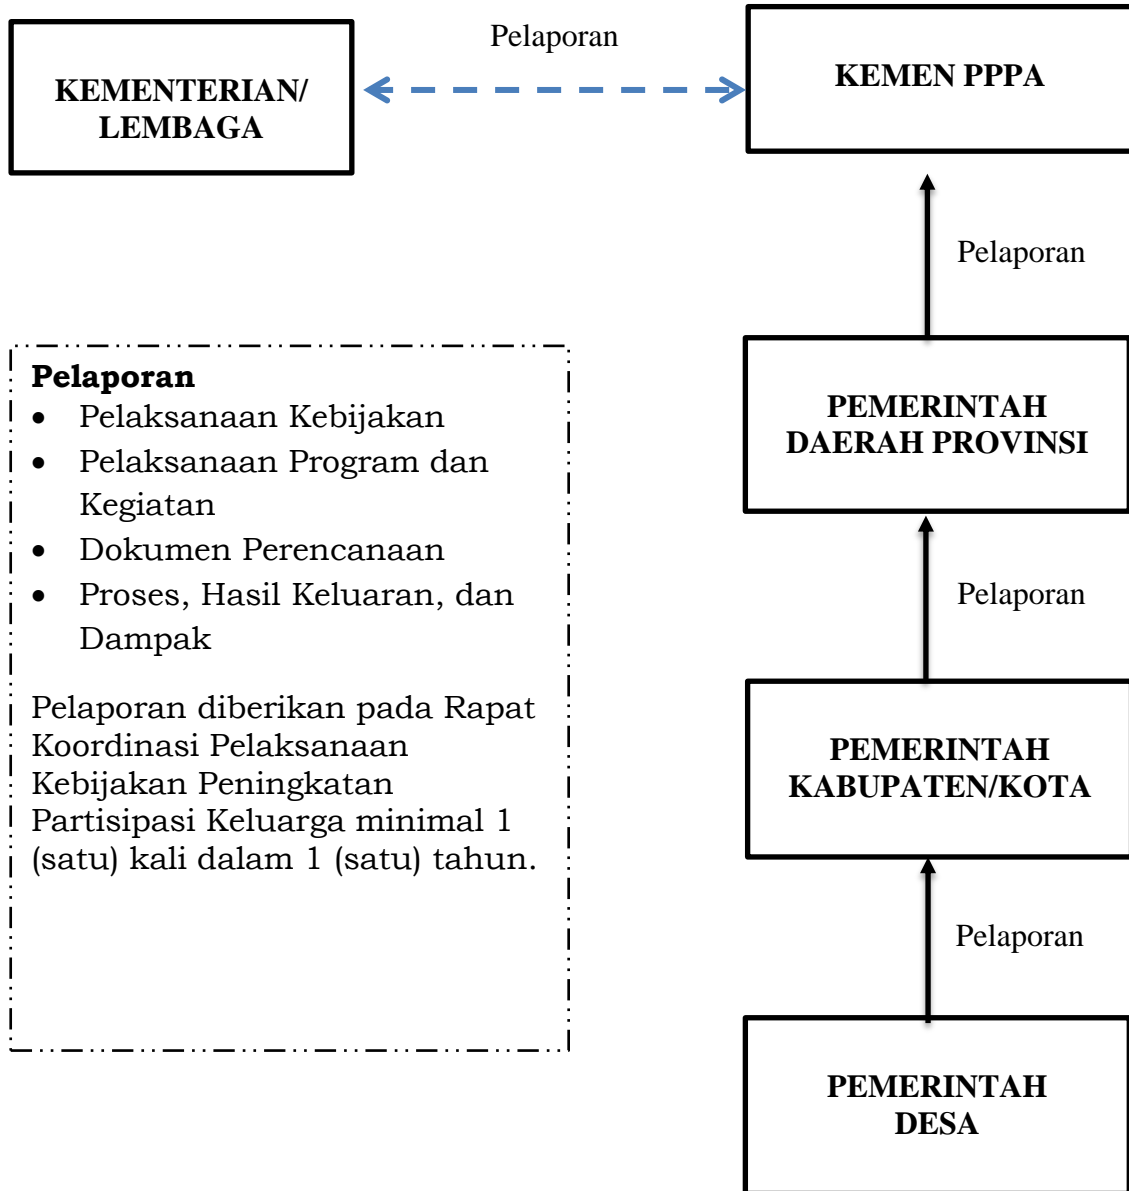 Pelaporan
KEMENTERIAN/
LEMBAGA
KEMEN PPPA
Pelaporan
PEMERINTAH
DAERAH PROVINSI
Pelaporan
PEMERINTAH
KABUPATEN/KOTA
Pelaporan
PEMERINTAH
DESA
Pelaporan
• Pelaksanaan Kebijakan
• Pelaksanaan Program dan
Kegiatan
• Dokumen Perencanaan
• Proses, Hasil Keluaran, dan
Dampak
Pelaporan diberikan pada Rapat
Koordinasi Pelaksanaan
Kebijakan Peningkatan
Partisipasi Keluarga minimal 1
(satu) kali dalam 1 (satu) tahun.